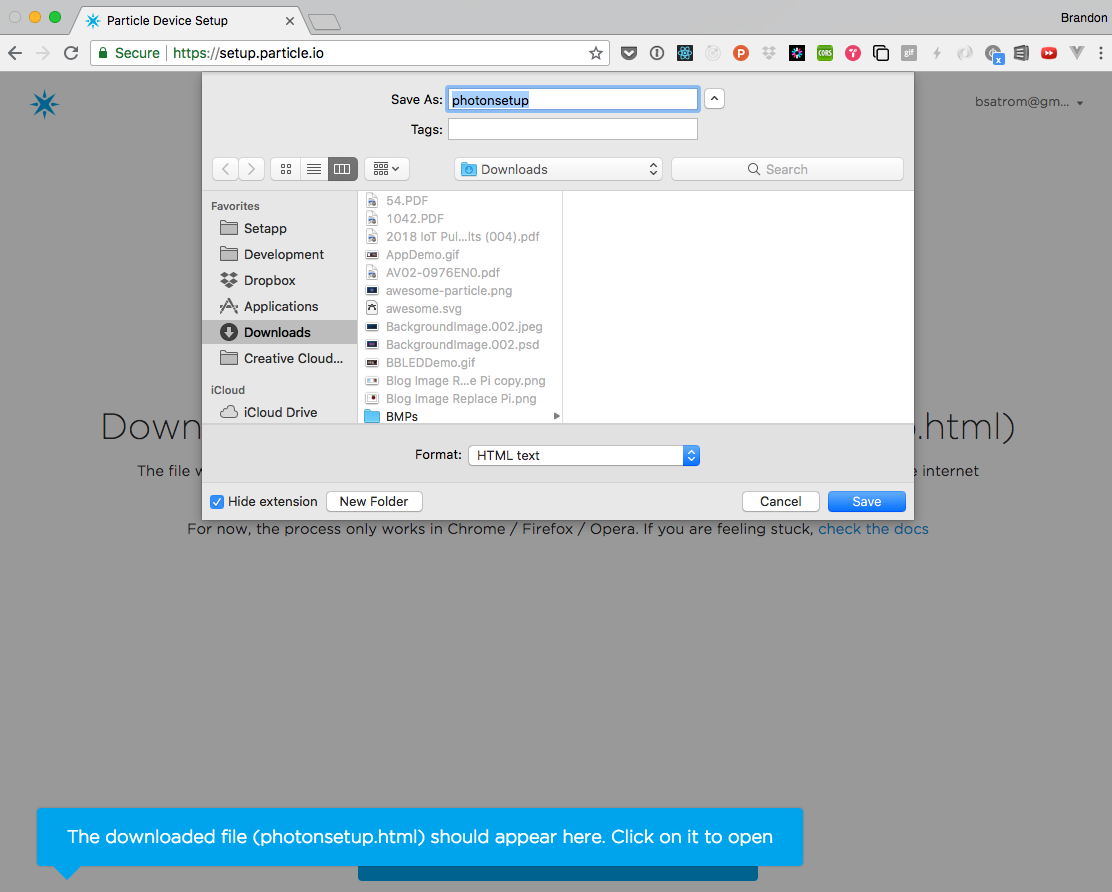 Particle Device Setup
Brandon
Secure https://setup.particle.io
bsatrom@gm...
Save As: photonsetup
Tags:
Downloads
Search
Favorites
Setapp
Development
Dropbox
Applications
Downloads
Creative Cloud...
iCloud
iCloud Drive
54.PDF
1042.PDF
2018 IoT Pul...lts (004).pdf
AppDemo.gif
AV02-0976EN0.pdf
awesome-particle.png
awesome.svg
BackgroundImage.002.jpeg
BackgroundImage.002.psd
BBLEDDemo.gif
Blog Image R...e Pi copy.png
Blog Image Replace Pi.png
BMPs
Format: HTML text
Hide extension New Folder Cancel Save
Down .html)
The file internet
For now, the process only works in Chrome / Firefox / Opera. If you are feeling stuck, check the docs
The downloaded file (photonsetup.html) should appear here. Click on it to open